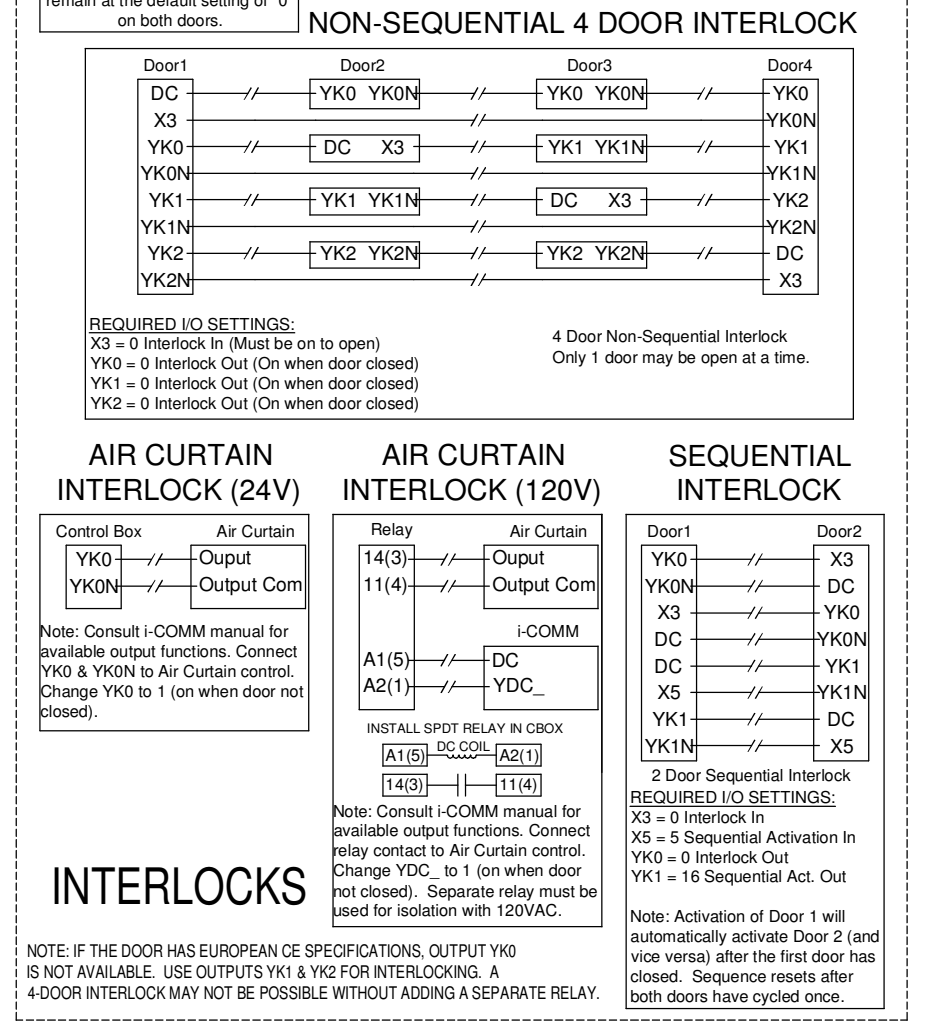 remain at the default setting of "0"
on both doors.
NON-SEQUENTIAL 4 DOOR INTERLOCK
Door1 Door2 Door3 Door4
DC YK0 YK0N YK0 YK0N YK0
X3 YK0N
YK0 DC X3 YK1 YK1N YK1
YK0N YK1N
YK1 YK1 YK1N DC X3 YK2
YK1N YK2N
YK2 YK2 YK2N YK2 YK2N DC
YK2N X3
REQUIRED I/O SETTINGS:
X3 = 0 Interlock In (Must be on to open)
YK0 = 0 Interlock Out (On when door closed)
YK1 = 0 Interlock Out (On when door closed)
YK2 = 0 Interlock Out (On when door closed)
4 Door Non-Sequential Interlock
Only 1 door may be open at a time.
AIR CURTAIN
INTERLOCK (24V)
Control Box Air Curtain
YK0 Ouput
YK0N Output Com
Note: Consult i-COMM manual for
available output functions. Connect
YK0 & YK0N to Air Curtain control.
Change YK0 to 1 (on when door not
closed).
AIR CURTAIN
INTERLOCK (120V)
Relay Air Curtain
14(3) Ouput
11(4) Output Com
i-COMM
A1(5) DC
A2(1) YDC_
INSTALL SPDT RELAY IN CBOX
A1(5) DC COIL A2(1)
14(3) 11(4)
Note: Consult i-COMM manual for
available output functions. Connect
relay contact to Air Curtain control.
Change YDC_ to 1 (on when door
not closed). Separate relay must be
used for isolation with 120VAC.
SEQUENTIAL
INTERLOCK
Door1 Door2
YK0 X3
YK0N DC
X3 YK0
DC YK0N
DC YK1
X5 YK1N
YK1 DC
YK1N X5
2 Door Sequential Interlock
REQUIRED I/O SETTINGS:
X3 = 0 Interlock In
X5 = 5 Sequential Activation In
YK0 = 0 Interlock Out
YK1 = 16 Sequential Act. Out
Note: Activation of Door 1 will
automatically activate Door 2 (and
vice versa) after the first door has
closed. Sequence resets after
both doors have cycled once.
INTERLOCKS
NOTE: IF THE DOOR HAS EUROPEAN CE SPECIFICATIONS, OUTPUT YK0
IS NOT AVAILABLE. USE OUTPUTS YK1 & YK2 FOR INTERLOCKING. A
4-DOOR INTERLOCK MAY NOT BE POSSIBLE WITHOUT ADDING A SEPARATE RELAY.